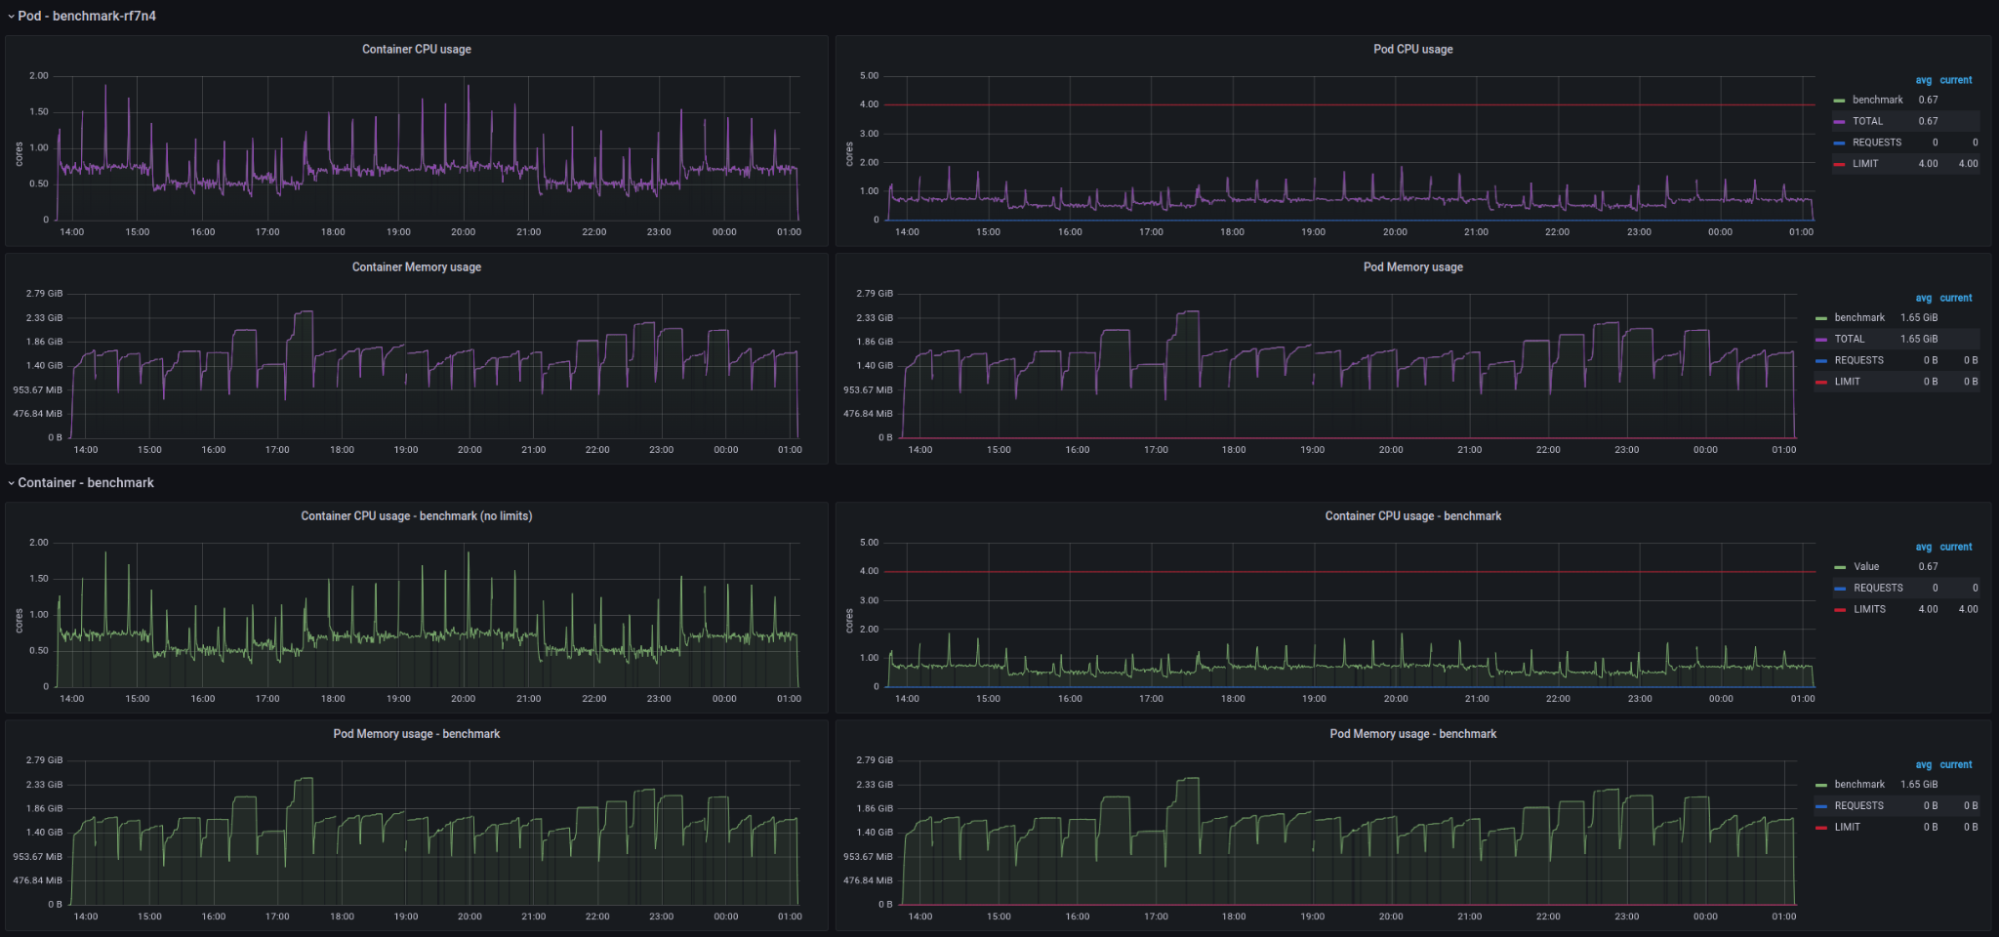 Pod - benchmark-rf7n4
Container CPU usage
2.00
1.50
1.00
0.50
0
cores
14:00 15:00 16:00 17:00 18:00 19:00 20:00 21:00 22:00 23:00 00:00 01:00
Pod CPU usage
5.00
4.00
3.00
2.00
1.00
0
cores
14:00 15:00 16:00 17:00 18:00 19:00 20:00 21:00 22:00 23:00 00:00 01:00
avg current
benchmark 0.67
TOTAL 0.67
REQUESTS 0 0
LIMIT 4.00 4.00
Container Memory usage
2.79 GiB
2.33 GiB
1.86 GiB
1.40 GiB
953.67 MiB
476.84 MiB
0 B
14:00 15:00 16:00 17:00 18:00 19:00 20:00 21:00 22:00 23:00 00:00 01:00
Pod Memory usage
2.79 GiB
2.33 GiB
1.86 GiB
1.40 GiB
953.67 MiB
476.84 MiB
0 B
14:00 15:00 16:00 17:00 18:00 19:00 20:00 21:00 22:00 23:00 00:00 01:00
avg current
benchmark 1.65 GiB
TOTAL 1.65 GiB
REQUESTS 0 B 0 B
LIMIT 0 B 0 B
Container - benchmark
Container CPU usage - benchmark (no limits)
2.00
1.50
1.00
0.50
0
cores
14:00 15:00 16:00 17:00 18:00 19:00 20:00 21:00 22:00 23:00 00:00 01:00
Container CPU usage - benchmark
5.00
4.00
3.00
2.00
1.00
0
cores
14:00 15:00 16:00 17:00 18:00 19:00 20:00 21:00 22:00 23:00 00:00 01:00
avg current
Value 0.67
REQUESTS 0 0
LIMITS 4.00 4.00
Pod Memory usage - benchmark
2.79 GiB
2.33 GiB
1.86 GiB
1.40 GiB
953.67 MiB
476.84 MiB
0 B
14:00 15:00 16:00 17:00 18:00 19:00 20:00 21:00 22:00 23:00 00:00 01:00
Pod Memory usage - benchmark
2.79 GiB
2.33 GiB
1.86 GiB
1.40 GiB
953.67 MiB
476.84 MiB
0 B
14:00 15:00 16:00 17:00 18:00 19:00 20:00 21:00 22:00 23:00 00:00 01:00
avg current
benchmark 1.65 GiB
REQUESTS 0 B 0 B
LIMIT 0 B 0 B